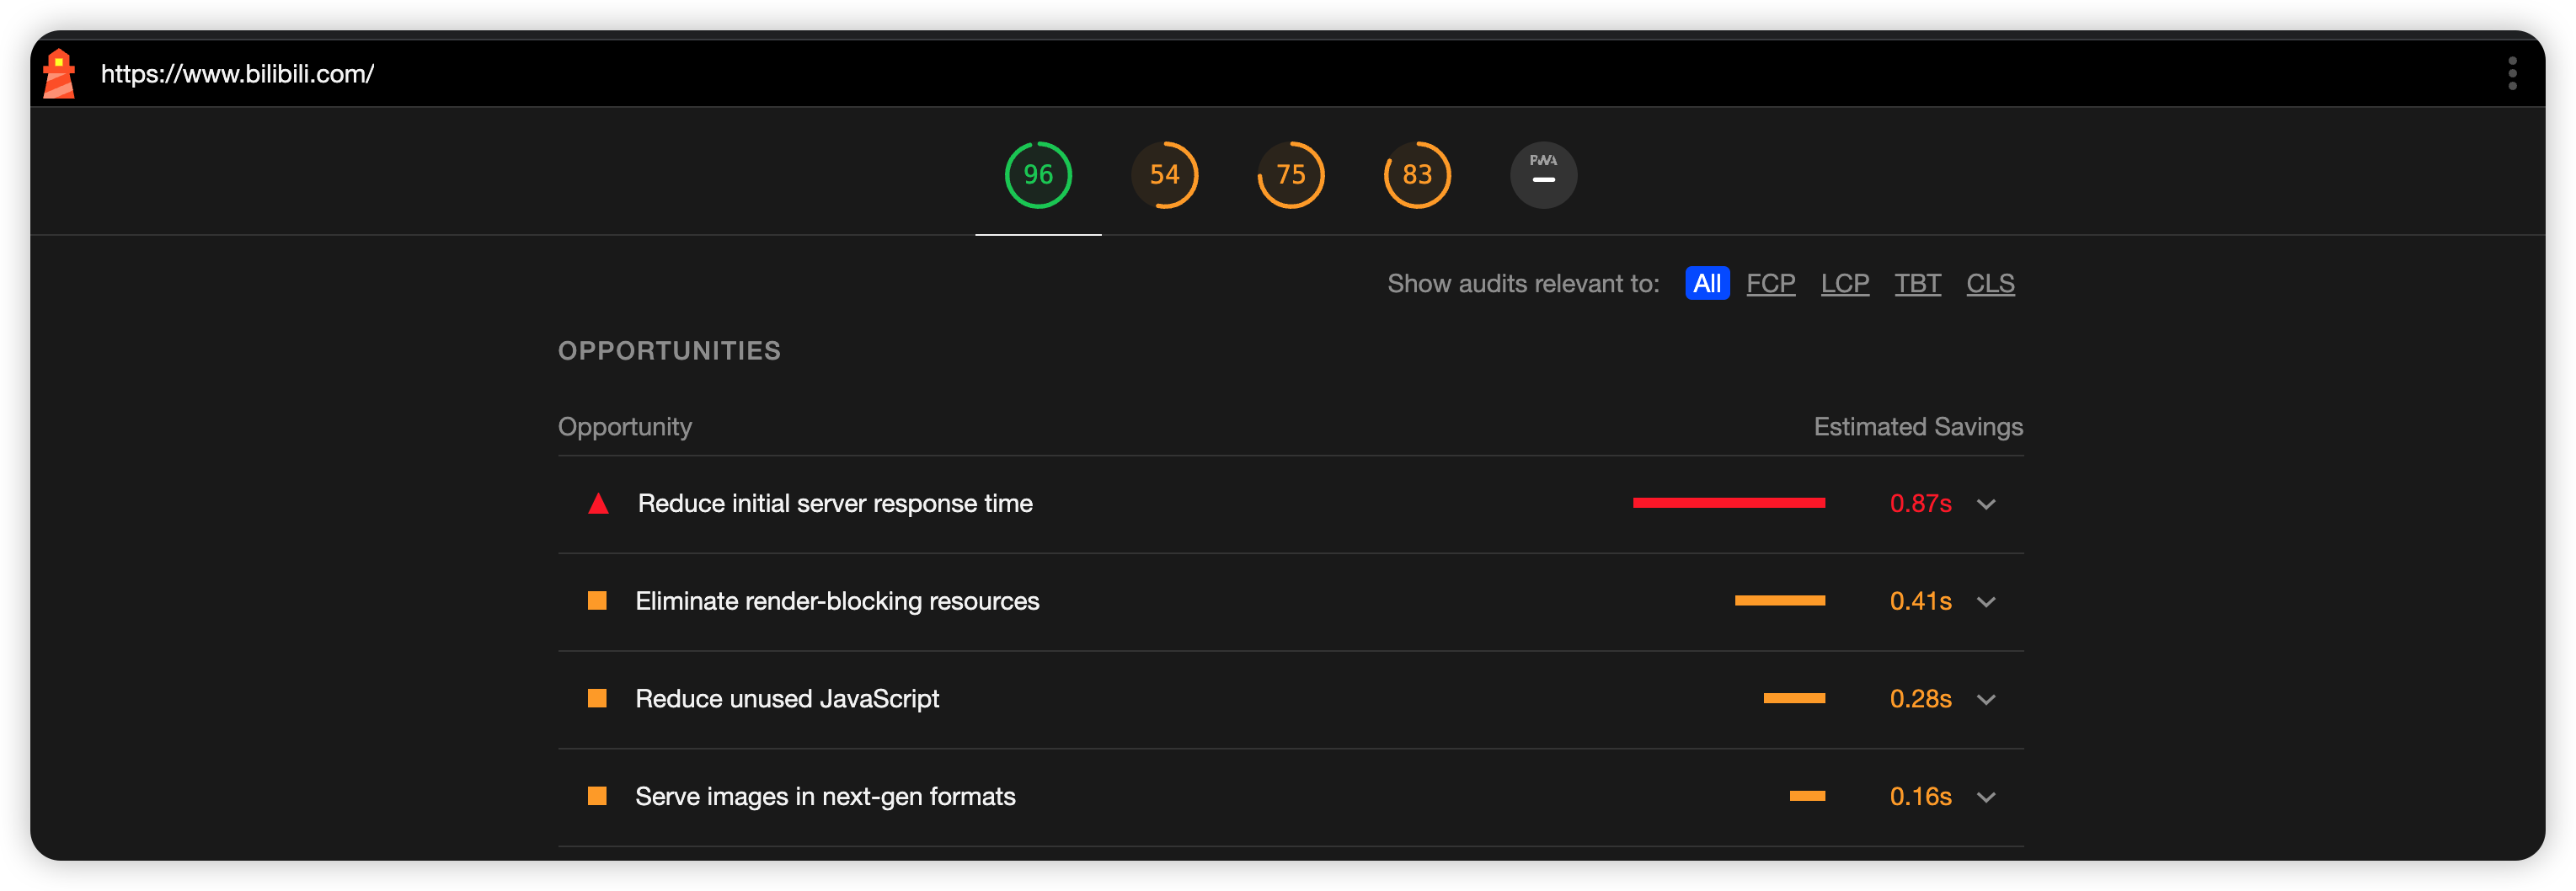 https://www.bilibili.com/
96 54 75 83 PWA
Show audits relevant to: All FCP LCP TBT CLS
OPPORTUNITIES
Opportunity Estimated Savings
Reduce initial server response time 0.87s
Eliminate render-blocking resources 0.41s
Reduce unused JavaScript 0.28s
Serve images in next-gen formats 0.16s